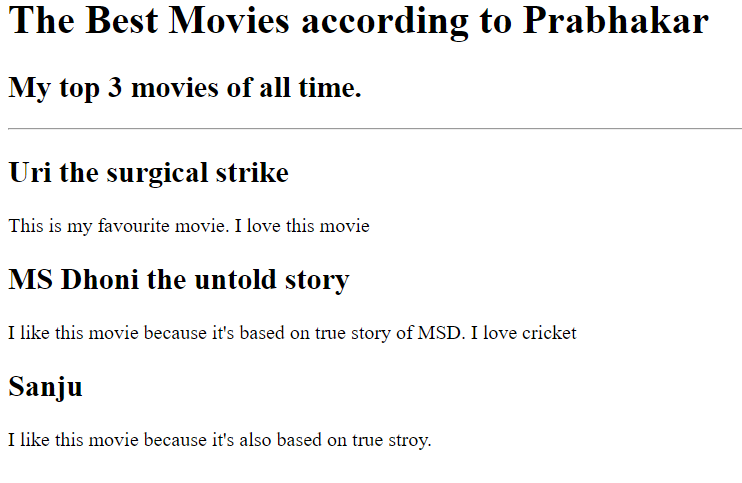 The Best Movies according to Prabhakar
My top 3 movies of all time.
Uri the surgical strike
This is my favourite movie. I love this movie
MS Dhoni the untold story
I like this movie because it's based on true story of MSD. I love cricket
Sanju
I like this movie because it's also based on true stroy.